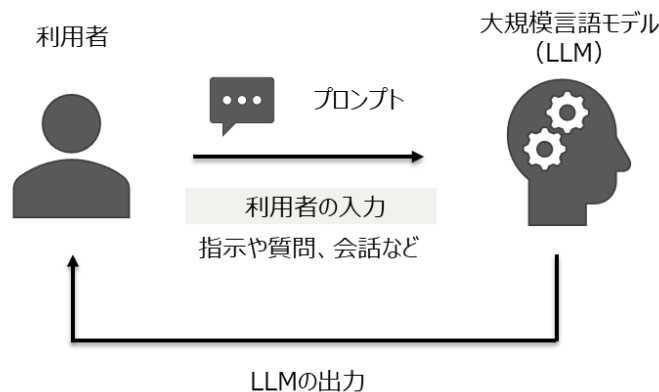 利用者
大規模言語モデル
（LLM）
プロンプト
利用者の入力
指示や質問、会話など
LLMの出力